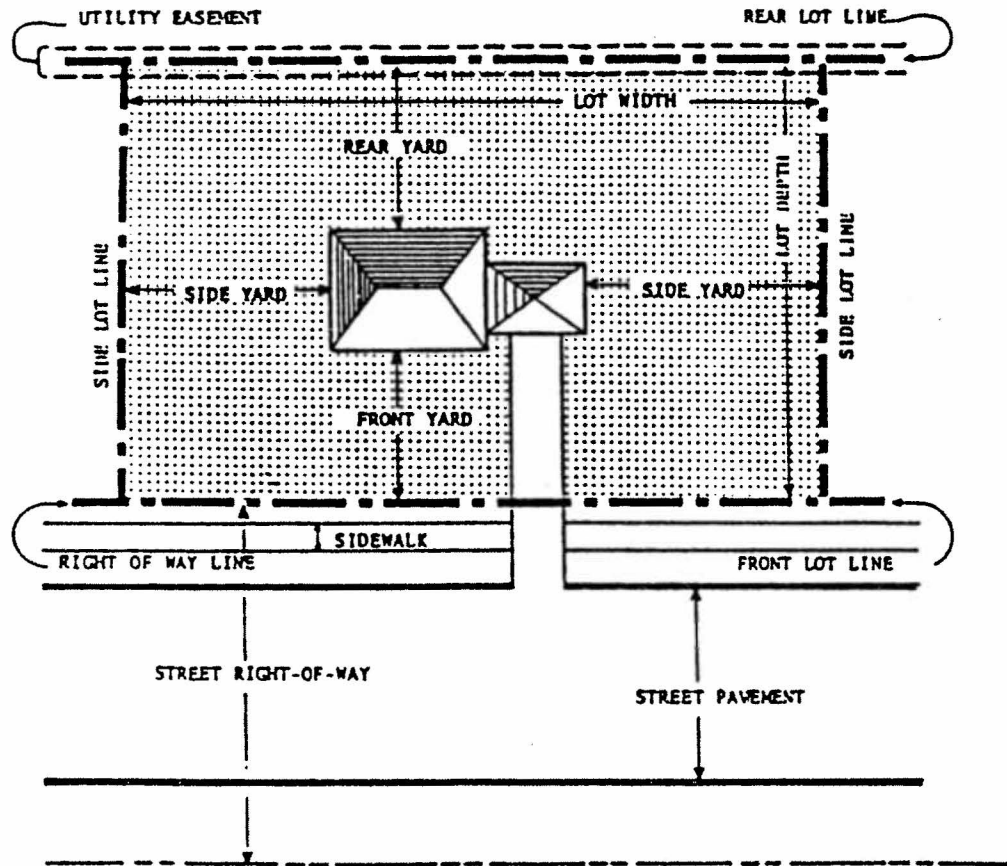 UTILITY EASEMENT
REAR LOT LINE
LOT WIDTH
REAR YARD
LOT DEPTH
SIDE LOT LINE
SIDE YARD
SIDE YARD
SIDE LOT LINE
FRONT YARD
SIDEWALK
RIGHT OF WAY LINE
FRONT LOT LINE
STREET RIGHT-OF-WAY
STREET PAVEMENT